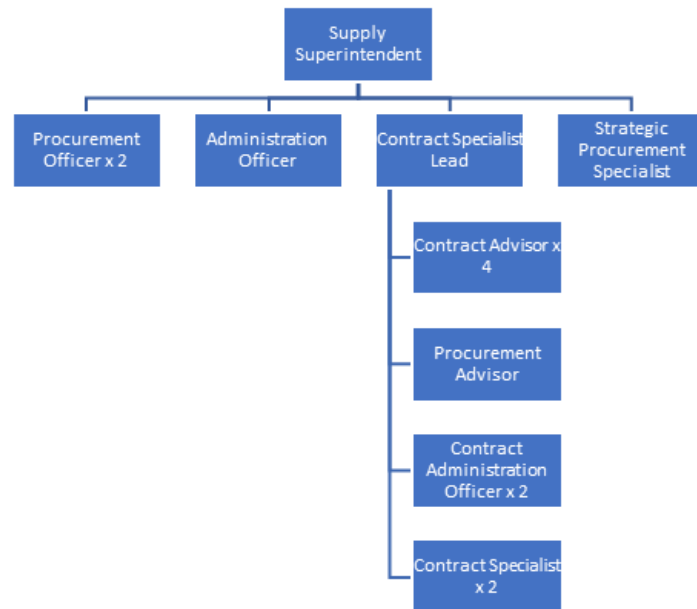 Supply
Superintendent
Procurement
Officer x 2
Administration
Officer
Contract Specialist
Lead
Strategic
Procurement
Specialist
Contract Advisor x
4
Procurement
Advisor
Contract
Administration
Officer x 2
Contract Specialist
x 2